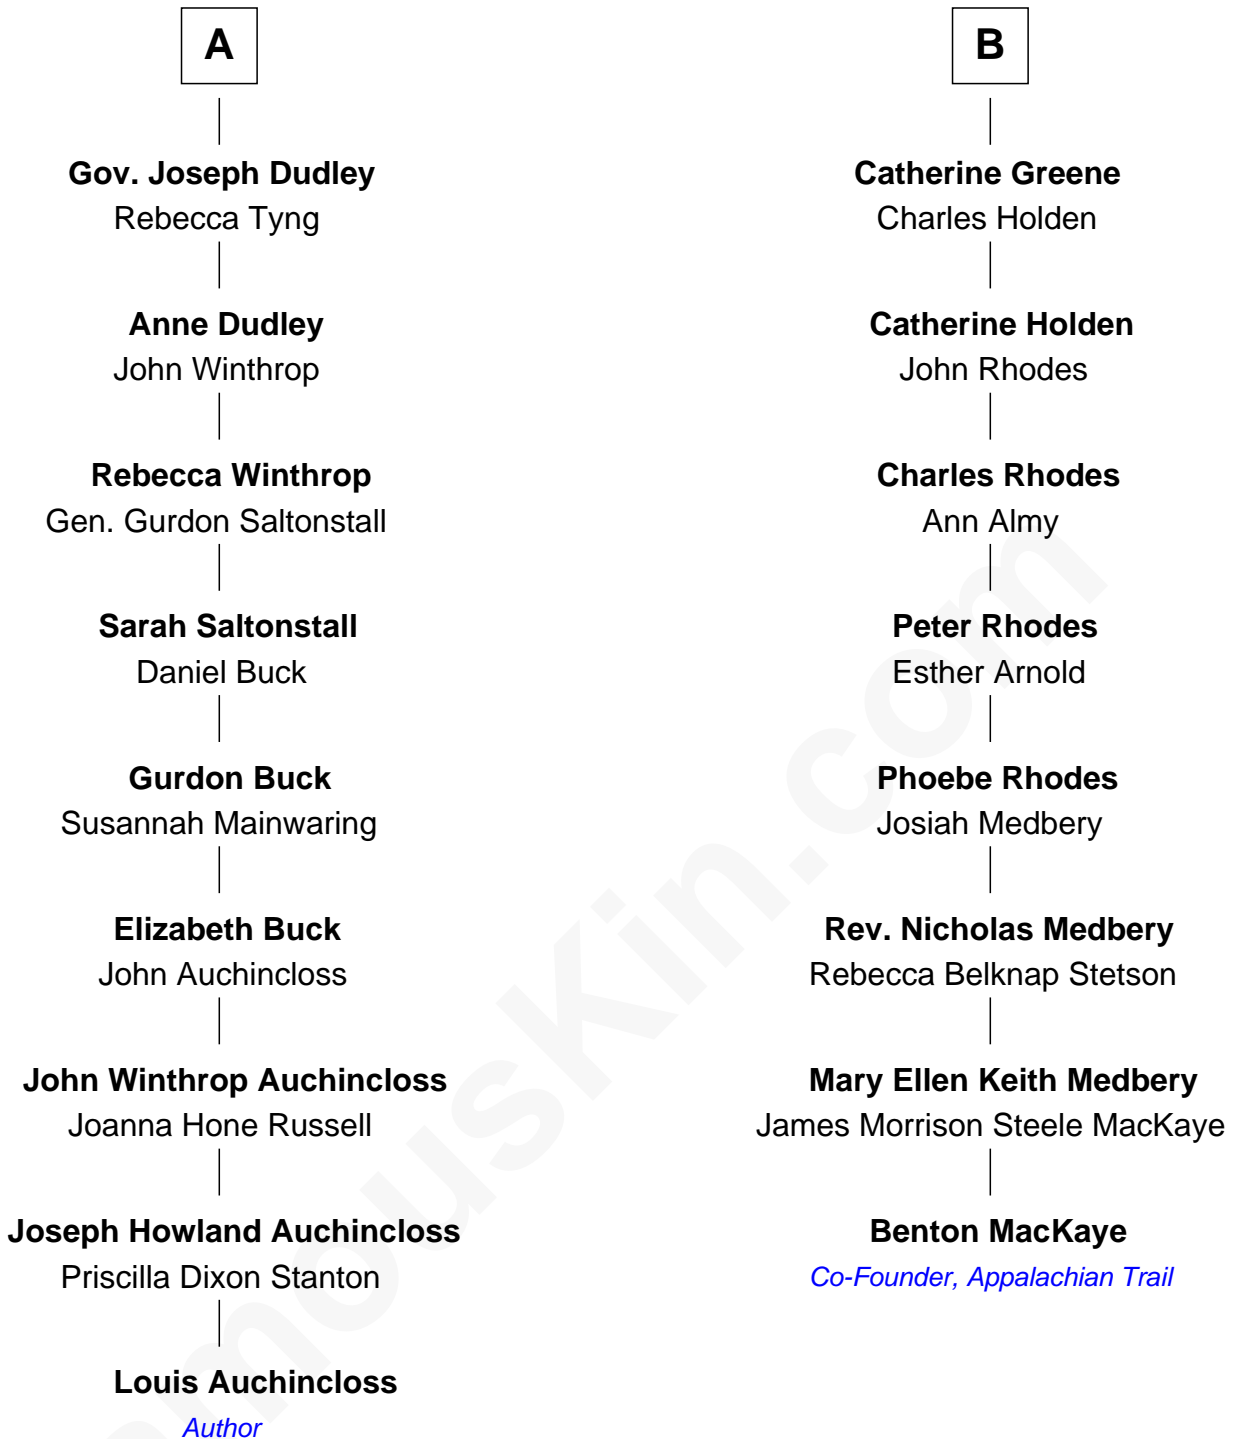 A
Gov. Joseph Dudley
Rebecca Tyng
Anne Dudley
John Winthrop
Rebecca Winthrop
Gen. Gurdon Saltonstall
Sarah Saltonstall
Daniel Buck
Gurdon Buck
Susannah Mainwaring
Elizabeth Buck
John Auchincloss
John Winthrop Auchincloss
Joanna Hone Russell
Joseph Howland Auchincloss
Priscilla Dixon Stanton
Louis Auchincloss
Author
B
Catherine Greene
Charles Holden
Catherine Holden
John Rhodes
Charles Rhodes
Ann Almy
Peter Rhodes
Esther Arnold
Phoebe Rhodes
Josiah Medbery
Rev. Nicholas Medbery
Rebecca Belknap Stetson
Mary Ellen Keith Medbery
James Morrison Steele MacKaye
Benton MacKaye
Co-Founder, Appalachian Trail
amousKin.com